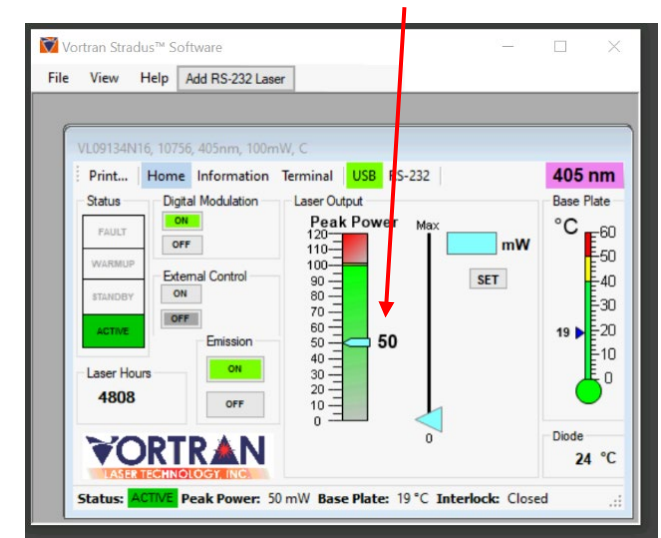 Vortran Stradus™ Software
File View Help Add RS-232 Laser
VL09134N16, 10756, 405nm, 100mW, C
Print... Home Information Terminal USB RS-232 405 nm
Status
FAULT
WARMUP
STANDBY
ACTIVE
Digital Modulation
ON
OFF
External Control
ON
OFF
Emission
ON
OFF
Laser Hours
4808
VORTRAN
LASER TECHNOLOGY, INC.
Laser Output
Peak Power
120
110
100
90
80
70
60
50
40
30
20
10
0
50
Max
0
mW
SET
Base Plate
°C
60
50
40
30
20
10
0
19
Diode
24 °C
Status: ACTIVE Peak Power: 50 mW Base Plate: 19 °C Interlock: Closed